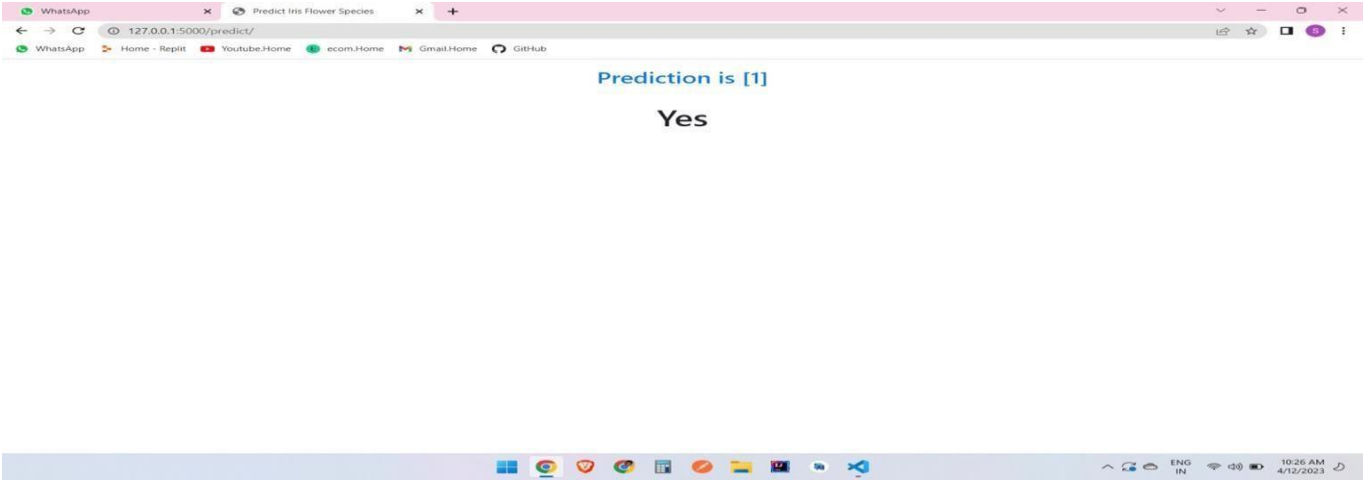 WhatsApp Predict Iris Flower Species
127.0.0.1:5000/predict/ S
WhatsApp Home - Replit Youtube.Home ecom.Home Gmail.Home GitHub
Prediction is [1]
Yes
ENG 10:26 AM
IN 4/12/2023